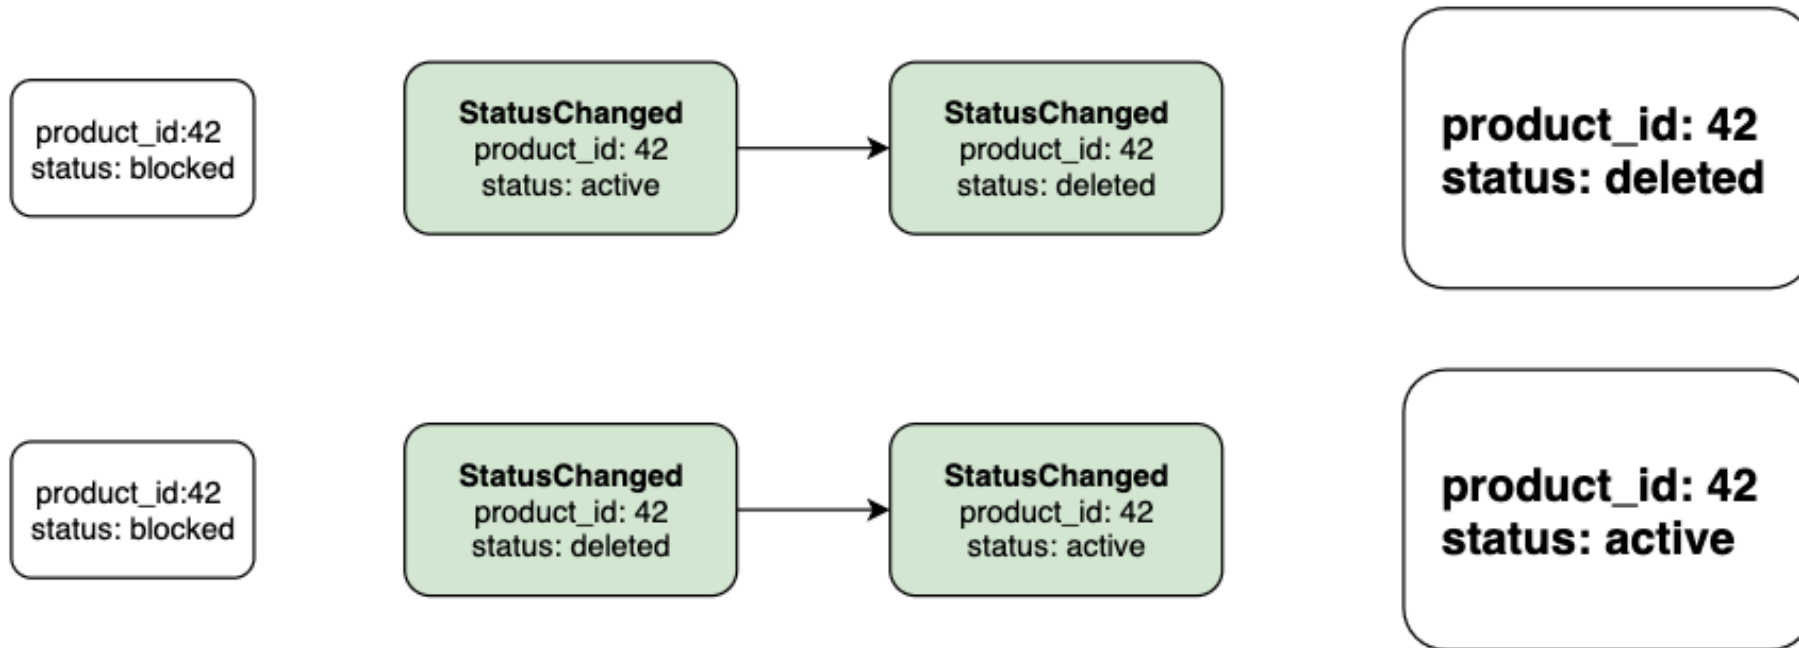 product_id:42
status: blocked
StatusChanged
product_id: 42
status: active
StatusChanged
product_id: 42
status: deleted
product_id: 42
status: deleted
product_id:42
status: blocked
StatusChanged
product_id: 42
status: deleted
StatusChanged
product_id: 42
status: active
product_id: 42
status: active